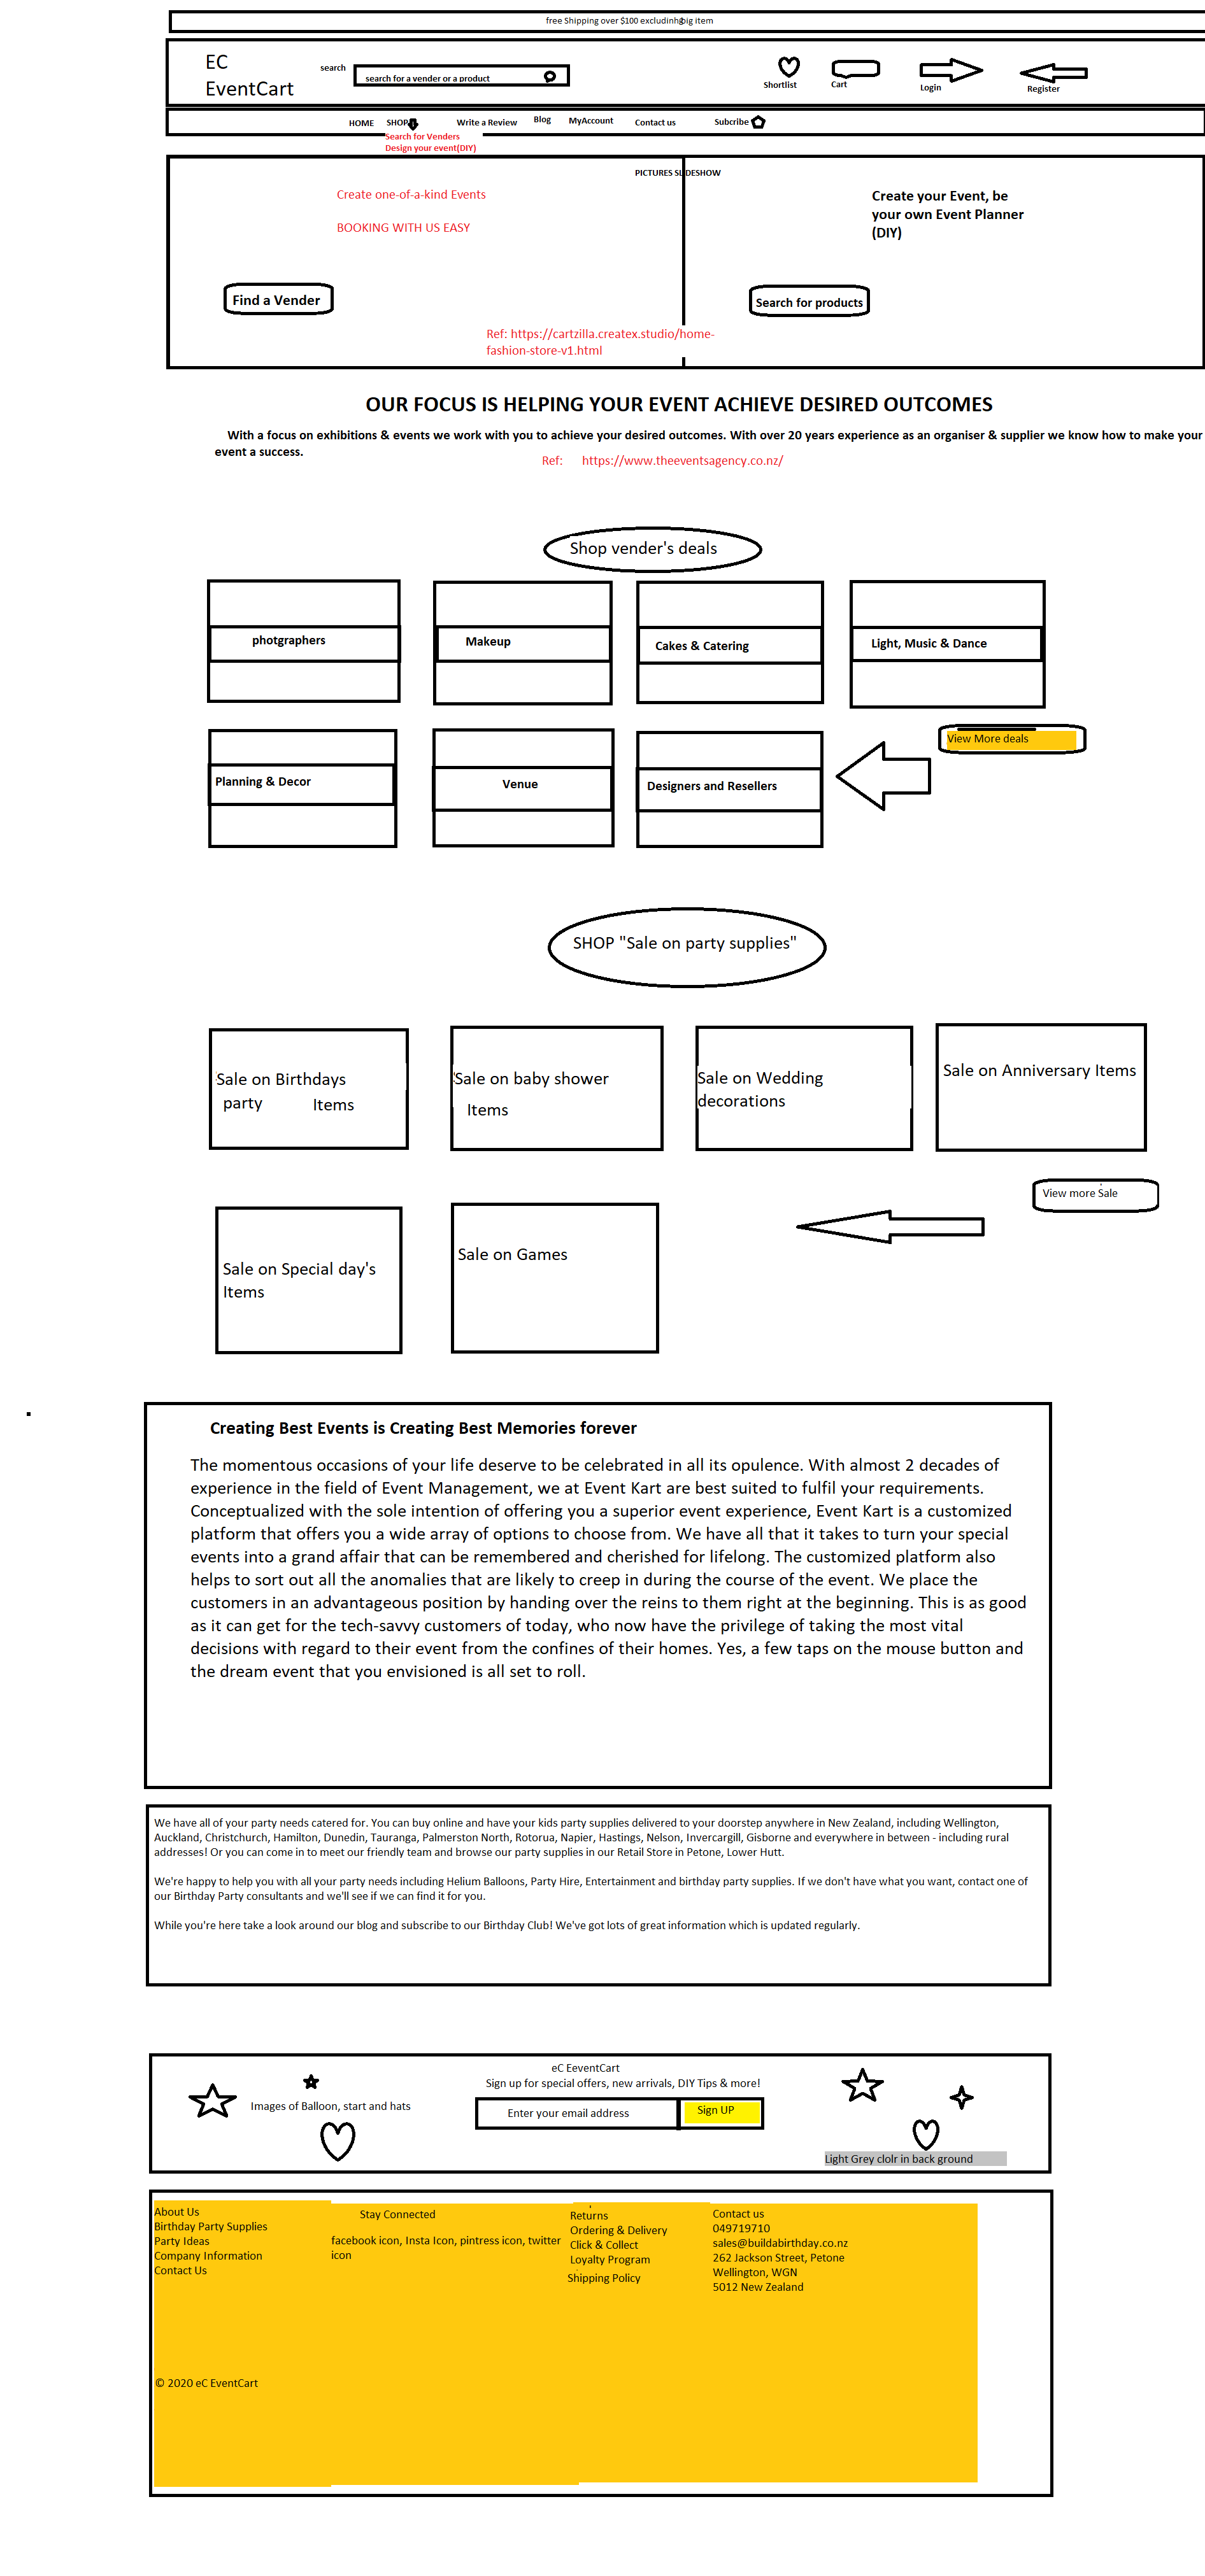 free Shipping over $100 excludinh big item
EC
EventCart
search
search for a vender or a product
Shortlist
Cart
Login
Register
HOME
SHOP
Write a Review
Blog
MyAccount
Contact us
Subcribe
Search for Venders
Design your event(DIY)
PICTURES SLIDESHOW
Create one-of-a-kind Events
BOOKING WITH US EASY
Create your Event, be
your own Event Planner
(DIY)
Find a Vender
Search for products
Ref: https://cartzilla.createx.studio/home-
fashion-store-v1.html
OUR FOCUS IS HELPING YOUR EVENT ACHIEVE DESIRED OUTCOMES
With a focus on exhibitions & events we work with you to achieve your desired outcomes. With over 20 years experience as an organiser & supplier we know how to make your
event a success.
Ref: https://www.theeventsagency.co.nz/
Shop vender's deals
photgraphers
Makeup
Cakes & Catering
Light, Music & Dance
View More deals
Planning & Decor
Venue
Designers and Resellers
SHOP "Sale on party supplies"
Sale on Birthdays
party Items
Sale on baby shower
Items
Sale on Wedding
decorations
Sale on Anniversary Items
View more Sale
Sale on Special day's
Items
Sale on Games
Creating Best Events is Creating Best Memories forever
The momentous occasions of your life deserve to be celebrated in all its opulence. With almost 2 decades of
experience in the field of Event Management, we at Event Kart are best suited to fulfil your requirements.
Conceptualized with the sole intention of offering you a superior event experience, Event Kart is a customized
platform that offers you a wide array of options to choose from. We have all that it takes to turn your special
events into a grand affair that can be remembered and cherished for lifelong. The customized platform also
helps to sort out all the anomalies that are likely to creep in during the course of the event. We place the
customers in an advantageous position by handing over the reins to them right at the beginning. This is as good
as it can get for the tech-savvy customers of today, who now have the privilege of taking the most vital
decisions with regard to their event from the confines of their homes. Yes, a few taps on the mouse button and
the dream event that you envisioned is all set to roll.
We have all of your party needs catered for. You can buy online and have your kids party supplies delivered to your doorstep anywhere in New Zealand, including Wellington,
Auckland, Christchurch, Hamilton, Dunedin, Tauranga, Palmerston North, Rotorua, Napier, Hastings, Nelson, Invercargill, Gisborne and everywhere in between - including rural
addresses! Or you can come in to meet our friendly team and browse our party supplies in our Retail Store in Petone, Lower Hutt.
We're happy to help you with all your party needs including Helium Balloons, Party Hire, Entertainment and birthday party supplies. If we don't have what you want, contact one of
our Birthday Party consultants and we'll see if we can find it for you.
While you're here take a look around our blog and subscribe to our Birthday Club! We've got lots of great information which is updated regularly.
eC EeventCart
Sign up for special offers, new arrivals, DIY Tips & more!
Images of Balloon, start and hats
Enter your email address
Sign UP
Light Grey clolr in back ground
About Us
Birthday Party Supplies
Party Ideas
Company Information
Contact Us
Stay Connected
facebook icon, Insta Icon, pintress icon, twitter
icon
Returns
Ordering & Delivery
Click & Collect
Loyalty Program
Shipping Policy
Contact us
049719710
sales@buildabirthday.co.nz
262 Jackson Street, Petone
Wellington, WGN
5012 New Zealand
© 2020 eC EventCart